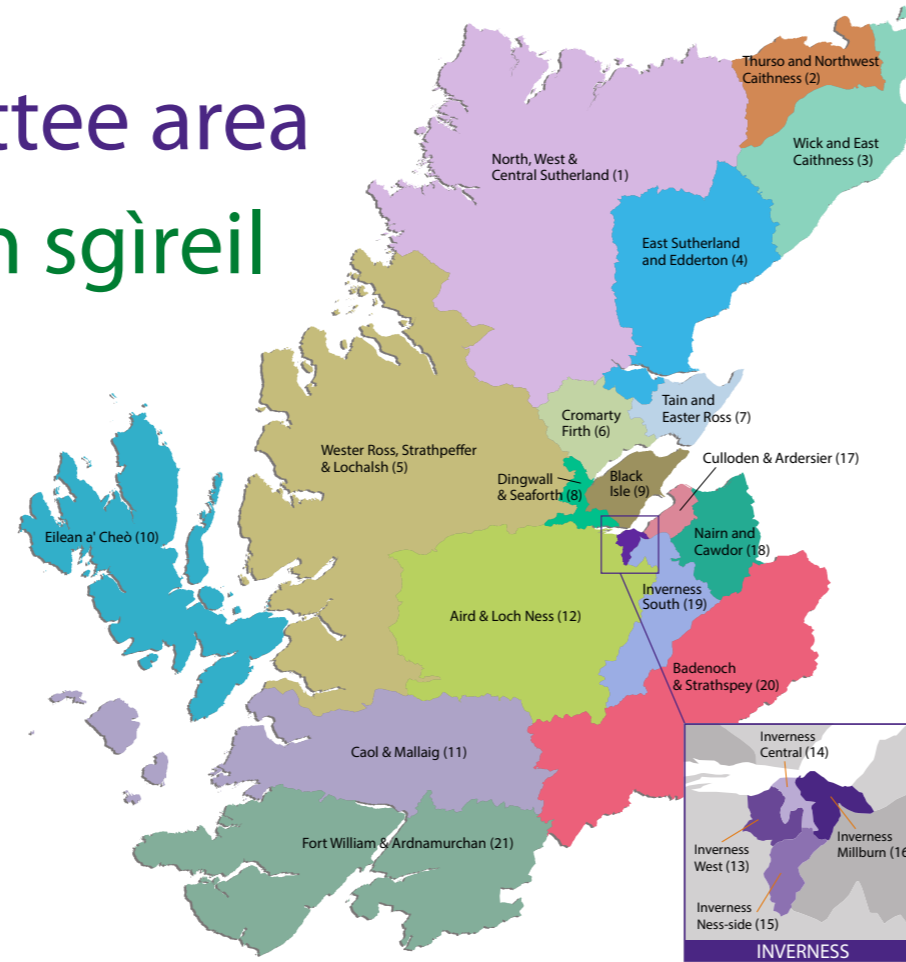 ttee area
sgìreil
Thurso and Northwest
Caithness (2)
Wick and East
Caithness (3)
North, West &
Central Sutherland (1)
East Sutherland
and Edderton (4)
Tain and
Easter Ross (7)
Cromarty
Firth (6)
Wester Ross, Strathpeffer
& Lochalsh (5)
Culloden & Ardersier (17)
Dingwall
& Seaforth (8)
Black
Isle (9)
Eilean a' Cheò (10)
Nairn and
Cawdor (18)
Inverness
South (19)
Aird & Loch Ness (12)
Badenoch
& Strathspey (20)
Caol & Mallaig (11)
Fort William & Ardnamurchan (21)
Inverness
Central (14)
Inverness
West (13)
Inverness
Millburn (16
Inverness
Ness-side (15)
INVERNESS